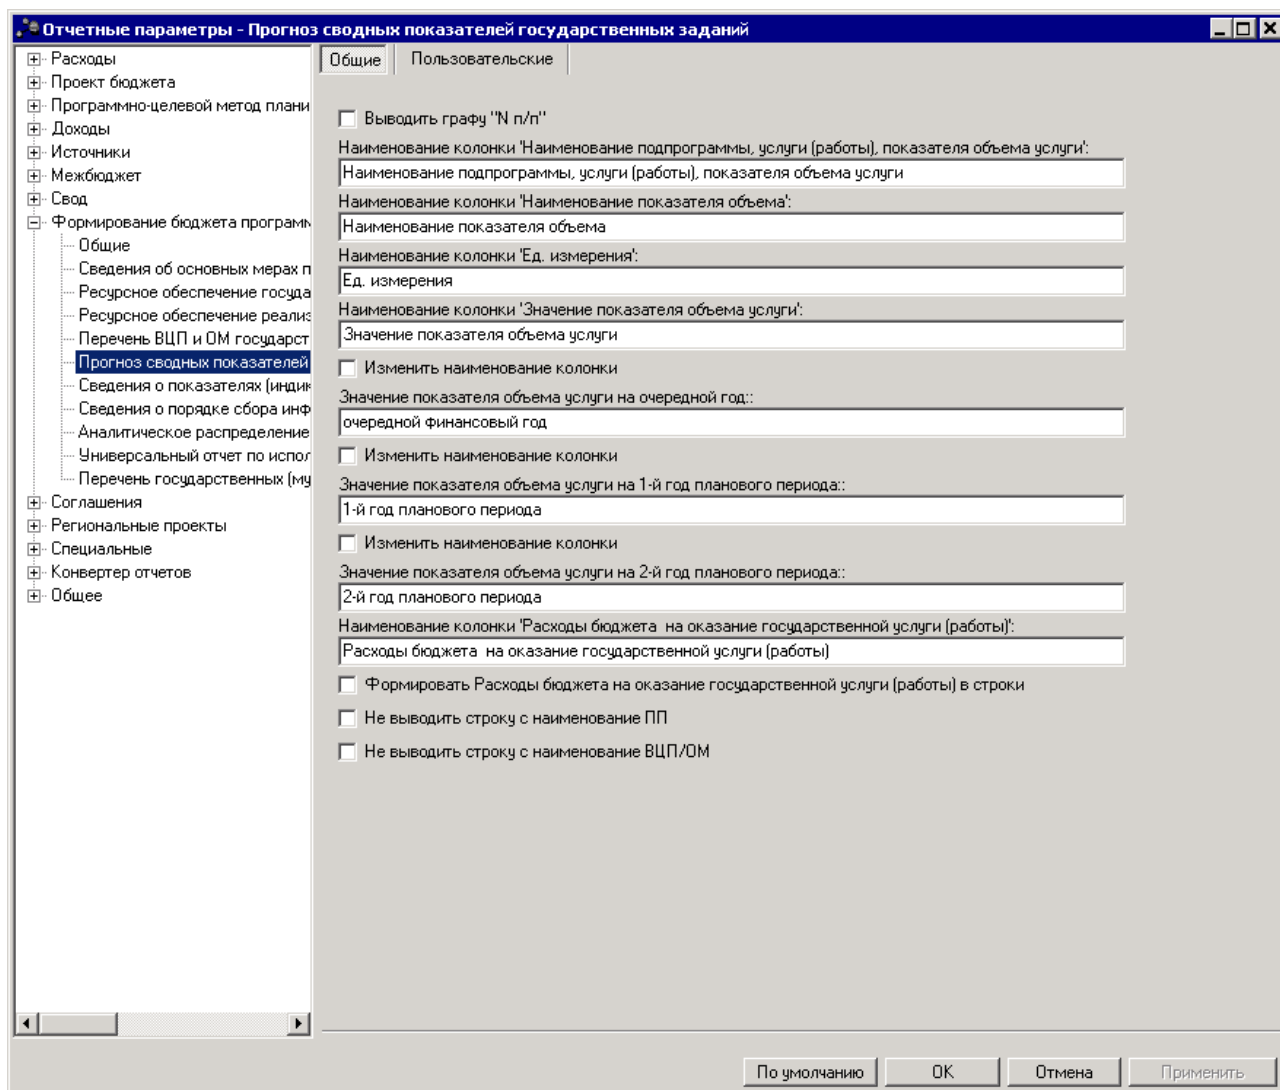 Отчетные параметры - Прогноз сводных показателей государственных заданий
Расходы
Проект бюджета
Программно-целевой метод плани
Доходы
Источники
Межбюджет
Свод
Формирование бюджета программ
Общие
Сведения об основных мерах п
Ресурсное обеспечение госуда
Ресурсное обеспечение реализ
Перечень ВЦП и ОМ государст
Прогноз сводных показателей
Сведения о показателях (индик
Сведения о порядке сбора инф
Аналитическое распределение
Универсальный отчет по испол
Перечень государственных (му
Соглашения
Региональные проекты
Специальные
Конвертер отчетов
Общее
Общие
Пользовательские
Выводить графу "N п/п"
Наименование колонки 'Наименование подпрограммы, услуги (работы), показателя объема услуги':
Наименование подпрограммы, услуги (работы), показателя объема услуги
Наименование колонки 'Наименование показателя объема':
Наименование показателя объема
Наименование колонки 'Ед. измерения':
Ед. измерения
Наименование колонки 'Значение показателя объема услуги':
Значение показателя объема услуги
Изменить наименование колонки
Значение показателя объема услуги на очередной год::
очередной финансовый год
Изменить наименование колонки
Значение показателя объема услуги на 1-й год планового периода::
1-й год планового периода
Изменить наименование колонки
Значение показателя объема услуги на 2-й год планового периода::
2-й год планового периода
Наименование колонки 'Расходы бюджета  на оказание государственной услуги (работы)':
Расходы бюджета  на оказание государственной услуги (работы)
Формировать Расходы бюджета на оказание государственной услуги (работы) в строки
Не выводить строку с наименование ПП
Не выводить строку с наименование ВЦП/ОМ
По умолчанию
OK
Отмена
Применить